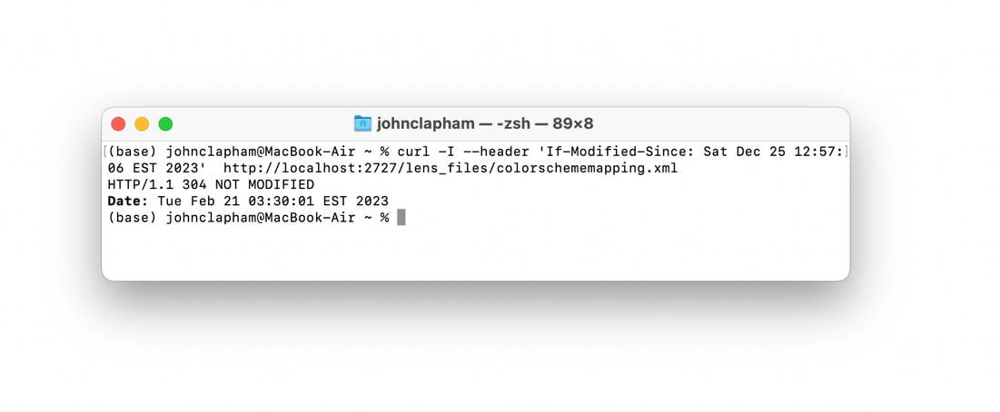 johnclapham — -zsh — 89×8
[(base) johnclapham@MacBook-Air ~ % curl -I --header 'If-Modified-Since: Sat Dec 25 12:57:]
06 EST 2023'  http://localhost:2727/lens_files/colorschememapping.xml
HTTP/1.1 304 NOT MODIFIED
Date: Tue Feb 21 03:30:01 EST 2023
(base) johnclapham@MacBook-Air ~ %